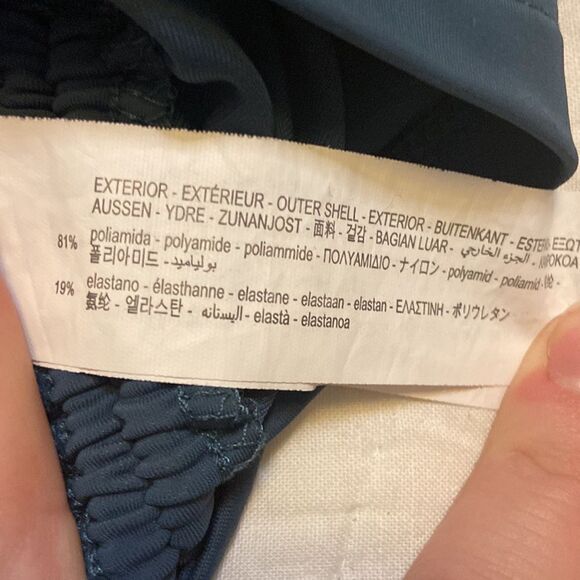 EXTERIOR - EXTÉRIEUR - OUTER SHELL - EXTERIOR - BUITENKANT - ESTERNO - ΕΞΩΤ
AUSSEN - YDRE - ZUNANJOST - 面料 - 겉감 - BAGIAN LUAR - الجزء الخارجي -
81% poliamida - polyamide - poliammide - ΠΟΛΥΑΜΙΔΙΟ - ナイロン - polyamid - poliamid -
폴리아미드 - بولياميد
19% elastano - élasthanne - elastane - elastaan - elastan - ΕΛΑΣΤΙΝΗ - ポリウレタン
氨纶 - 엘라스탄 - اليستانه - elastà - elastanoa